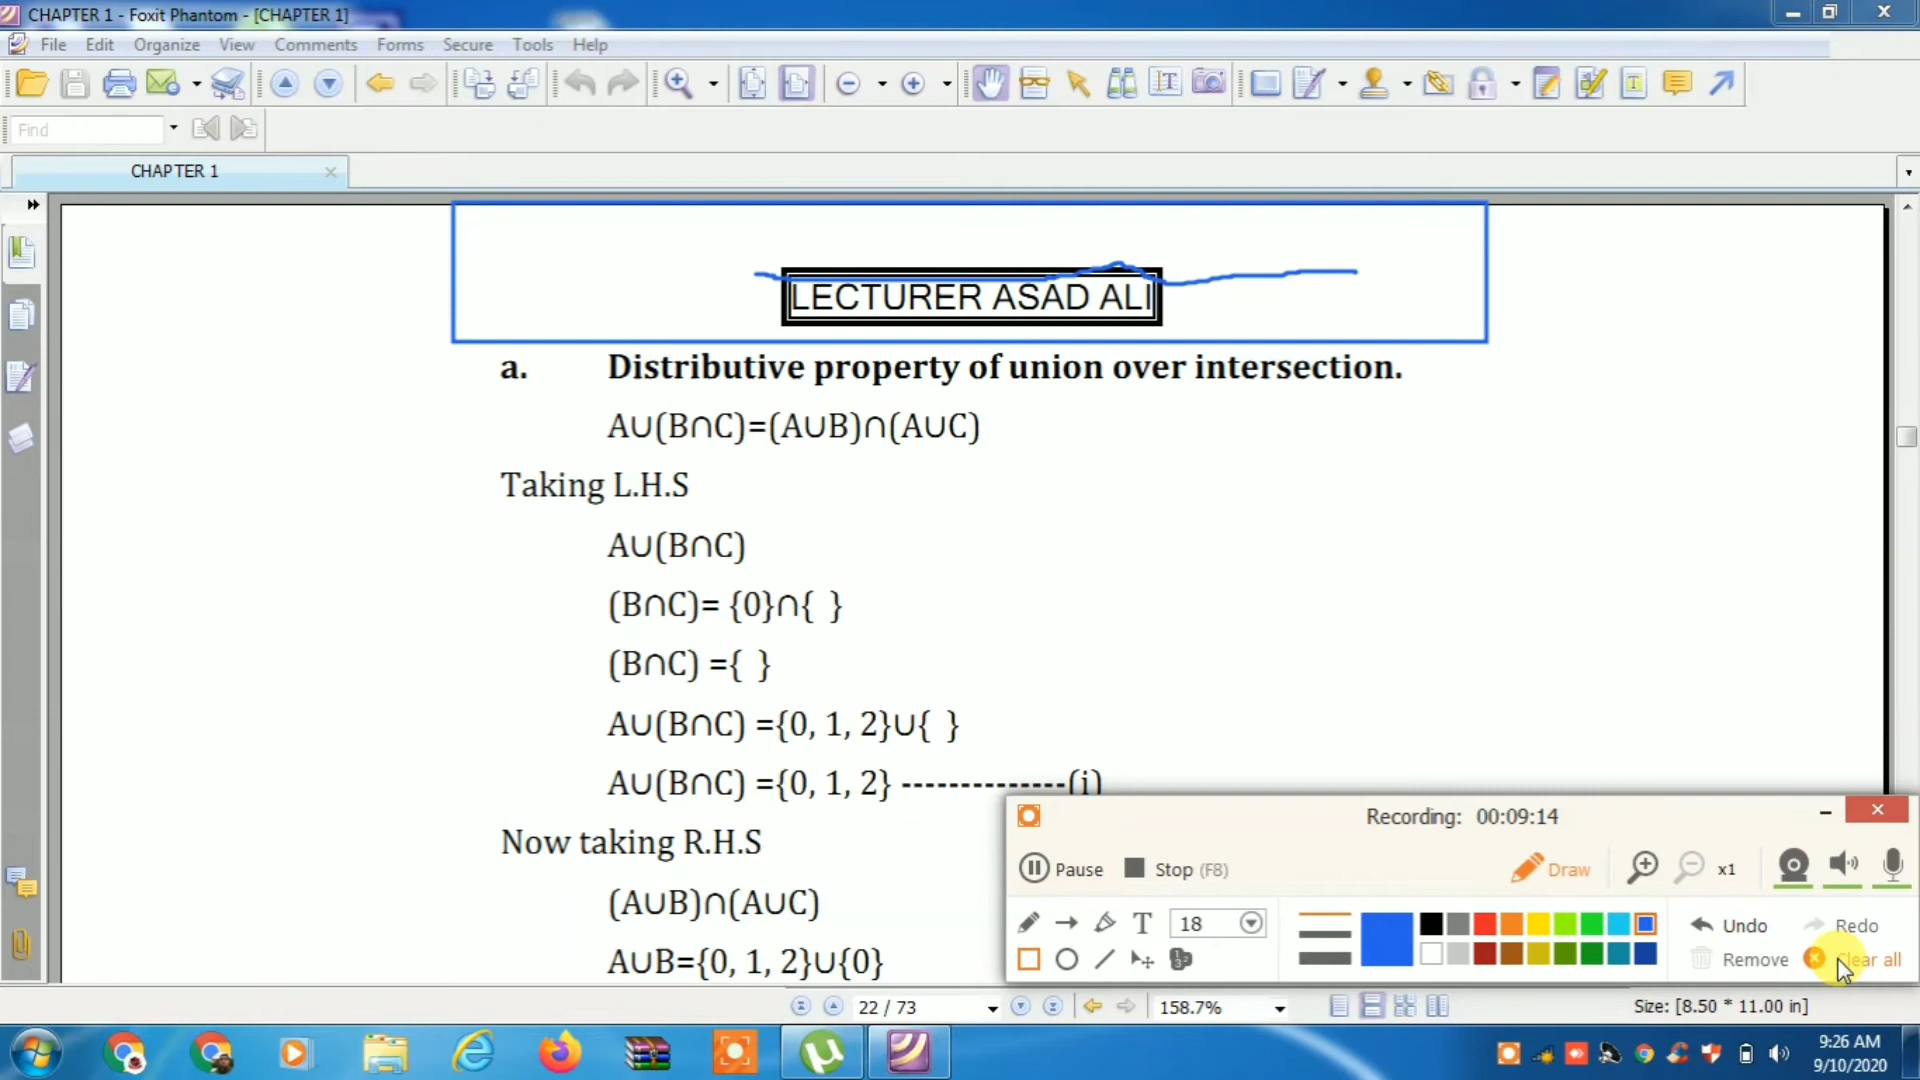 CHAPTER 1 - Foxit Phantom - [CHAPTER 1]
File Edit Organize View Comments Forms Secure Tools Help
Find
CHAPTER 1
LECTURER ASAD ALI
a. Distributive property of union over intersection.
A∪(B∩C)=(A∪B)∩(A∪C)
Taking L.H.S
A∪(B∩C)
(B∩C)= {0}∩{ }
(B∩C) ={ }
A∪(B∩C) ={0, 1, 2}∪{ }
A∪(B∩C) ={0, 1, 2} --------------(i)
Now taking R.H.S
(A∪B)∩(A∪C)
A∪B={0, 1, 2}∪{0}
Recording: 00:09:14
Pause Stop (F8) Draw x1
T 18 Undo Redo
Remove Clear all
22 / 73 158.7% Size: [8.50 * 11.00 in]
9:26 AM
9/10/2020